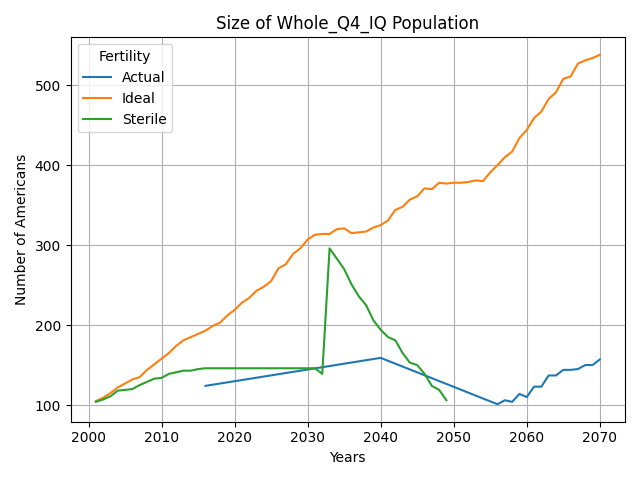 Size of Whole_Q4_IQ Population
Fertility
Actual
Ideal
Sterile
Number of Americans
500
400
300
200
100
2000 2010 2020 2030 2040 2050 2060 2070
Years